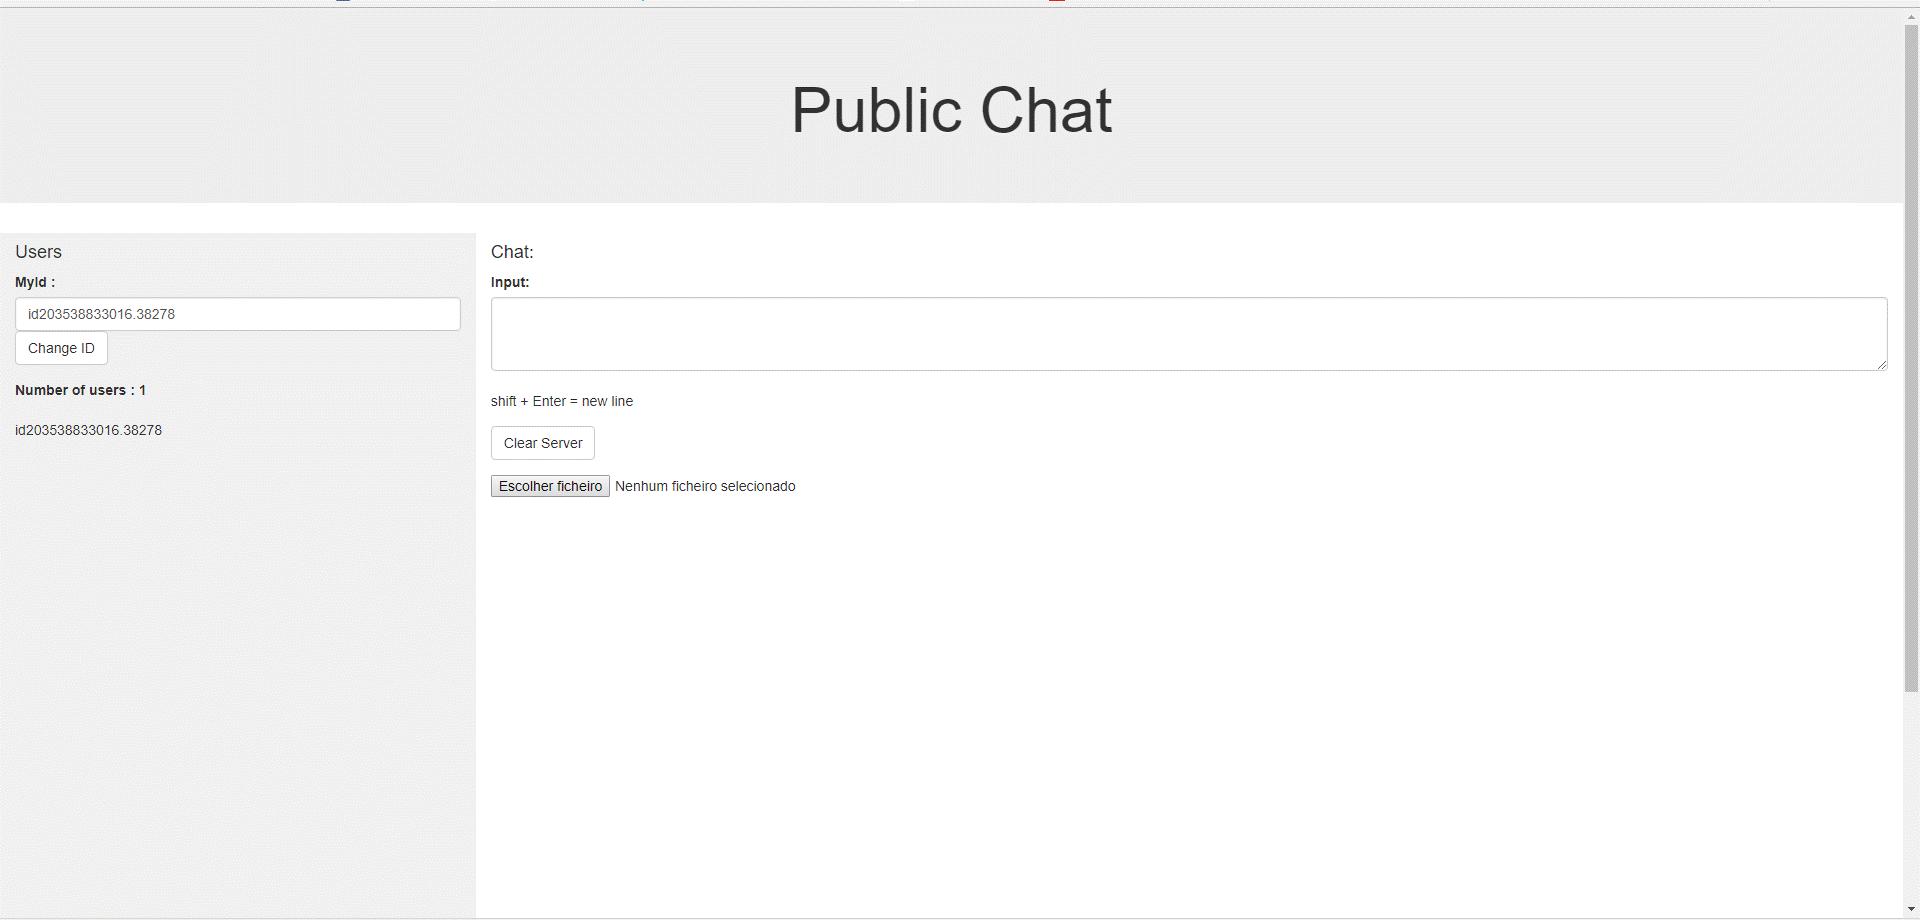 Public Chat
Users
MyId :
id203538833016.38278
Change ID
Number of users : 1
id203538833016.38278
Chat:
Input:
shift + Enter = new line
Clear Server
Escolher ficheiro Nenhum ficheiro selecionado